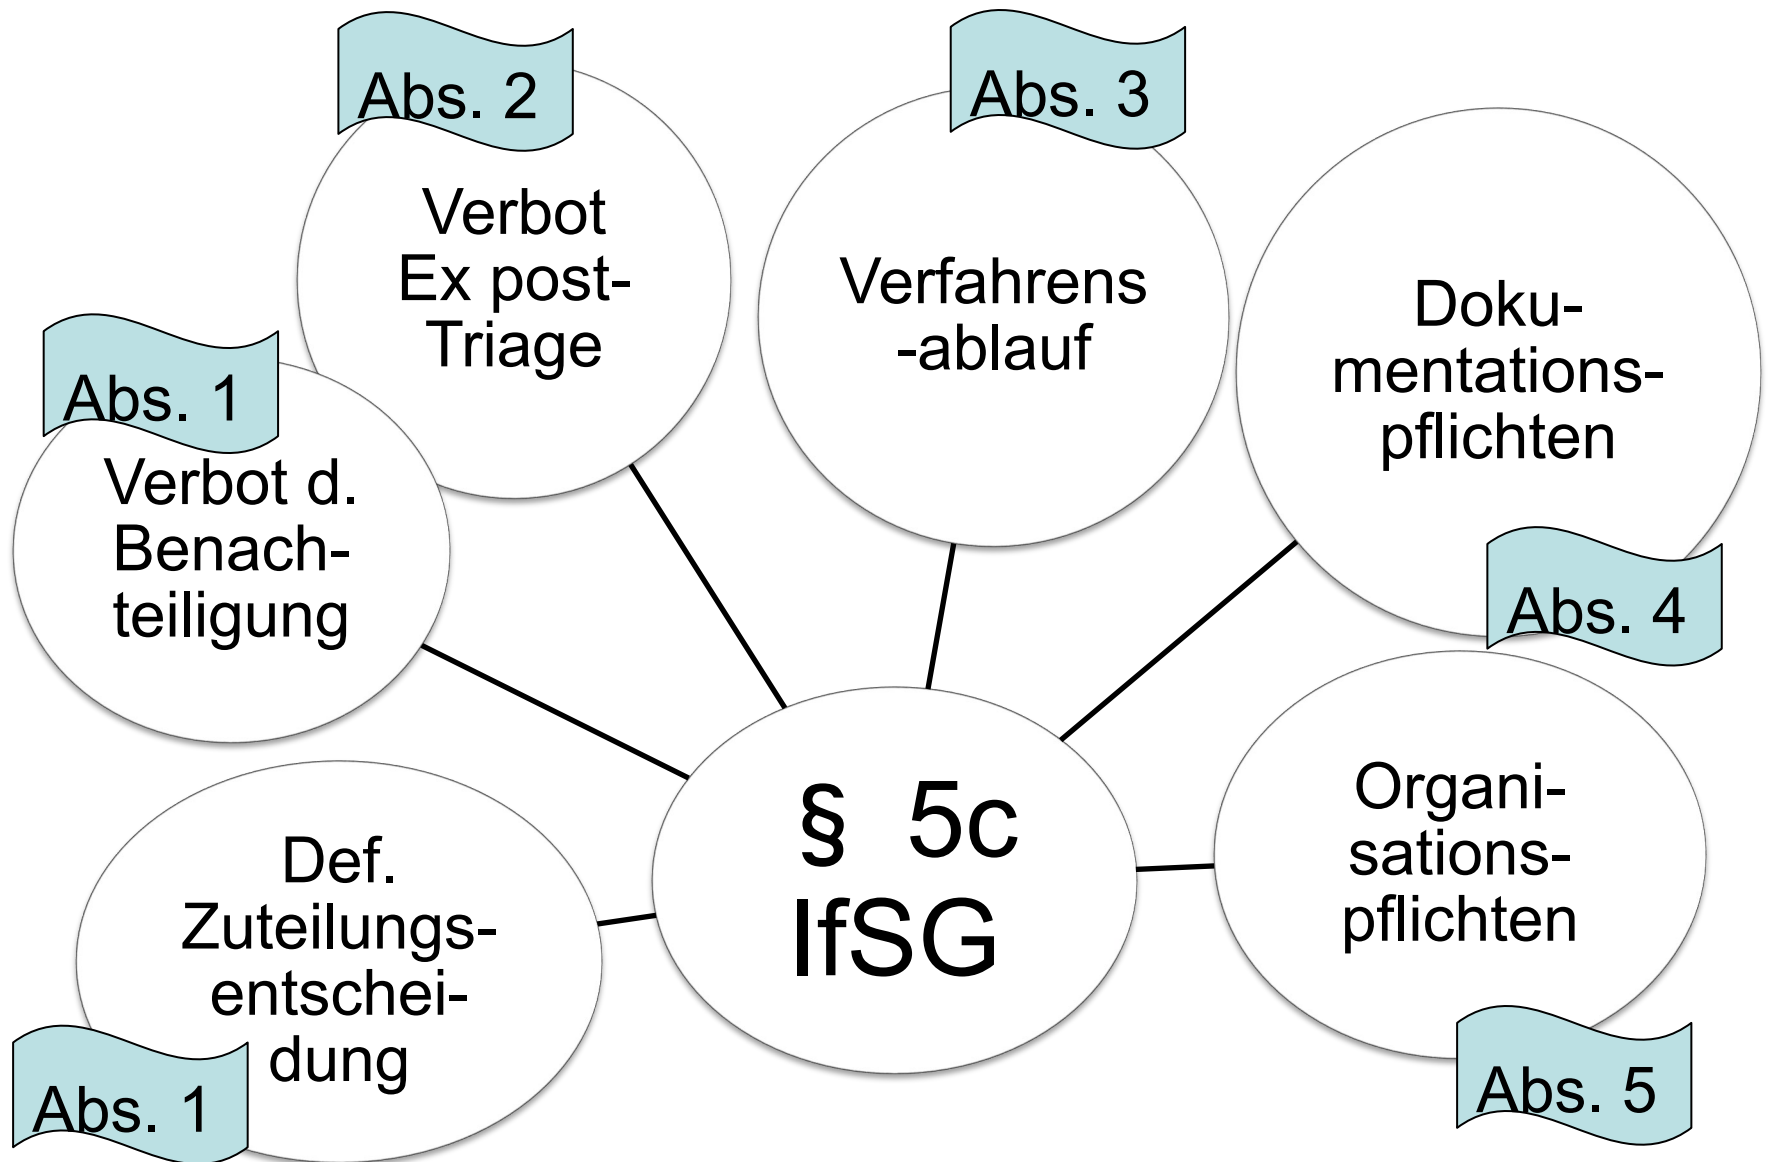 Abs. 2
Verbot
Ex post-
Triage
Abs. 3
Verfahrens
-ablauf
Doku-
mentations-
pflichten
Abs. 4
Abs. 1
Verbot d.
Benach-
teiligung
§ 5c
IfSG
Organi-
sations-
pflichten
Abs. 5
Def.
Zuteilungs-
entschei-
dung
Abs. 1